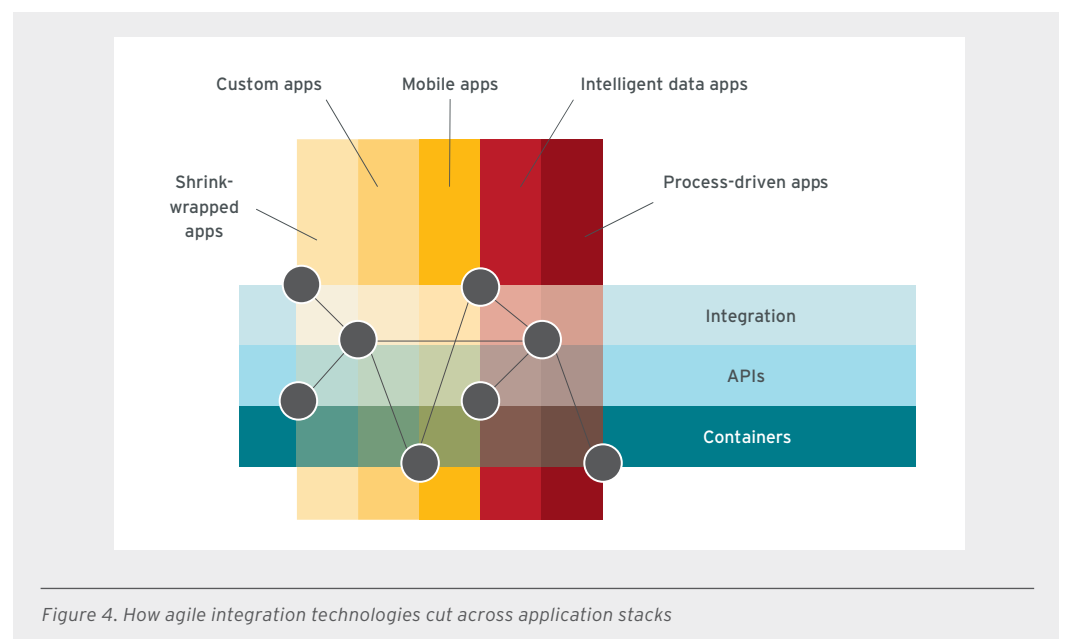 Custom apps
Mobile apps
Intelligent data apps
Shrink-
wrapped
apps
Process-driven apps
Integration
APIs
Containers
Figure 4. How agile integration technologies cut across application stacks